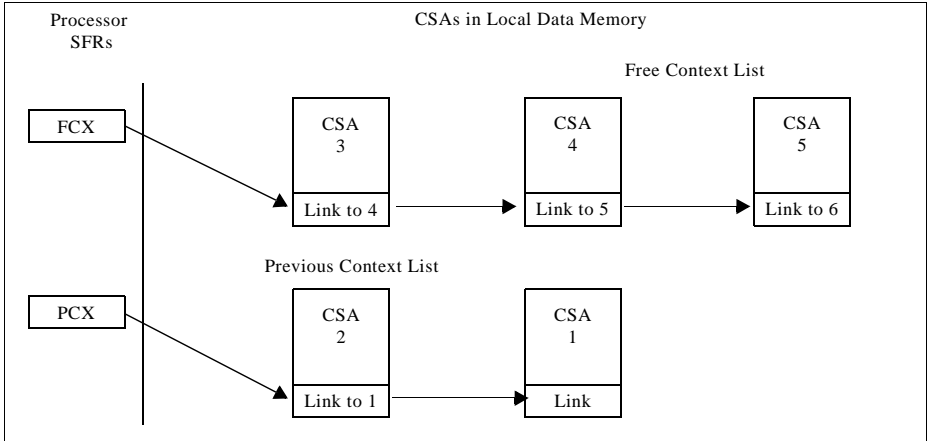 Processor
SFRs
CSAs in Local Data Memory
Free Context List
FCX
CSA
3
Link to 4
CSA
4
Link to 5
CSA
5
Link to 6
Previous Context List
PCX
CSA
2
Link to 1
CSA
1
Link